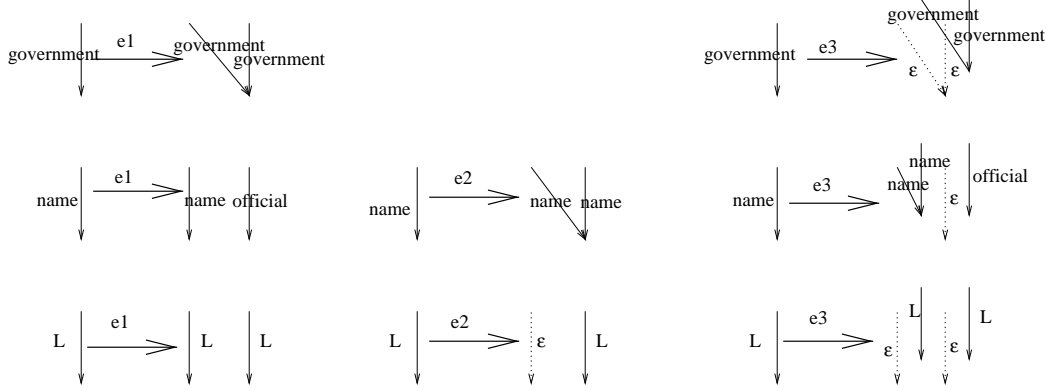 government e1 government government
government e3 government government ε ε
name e1 name official
name e2 name name
name e3 name name ε official
L e1 L L
L e2 ε L
L e3 ε L ε L